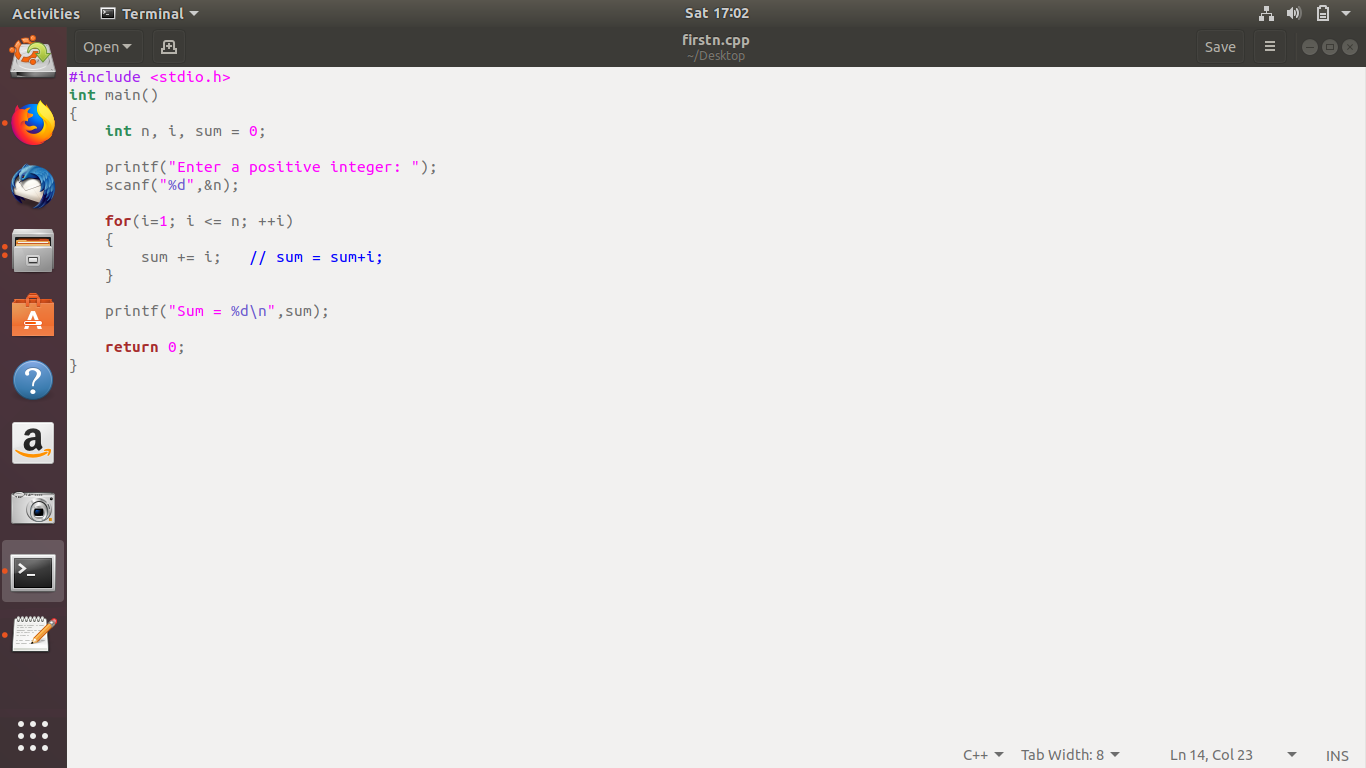 Activities Terminal Sat 17:02
Open firstn.cpp Save
~/Desktop
#include <stdio.h>
int main()
{
    int n, i, sum = 0;

    printf("Enter a positive integer: ");
    scanf("%d",&n);

    for(i=1; i <= n; ++i)
    {
        sum += i;   // sum = sum+i;
    }

    printf("Sum = %d\n",sum);

    return 0;
}
C++ Tab Width: 8 Ln 14, Col 23 INS